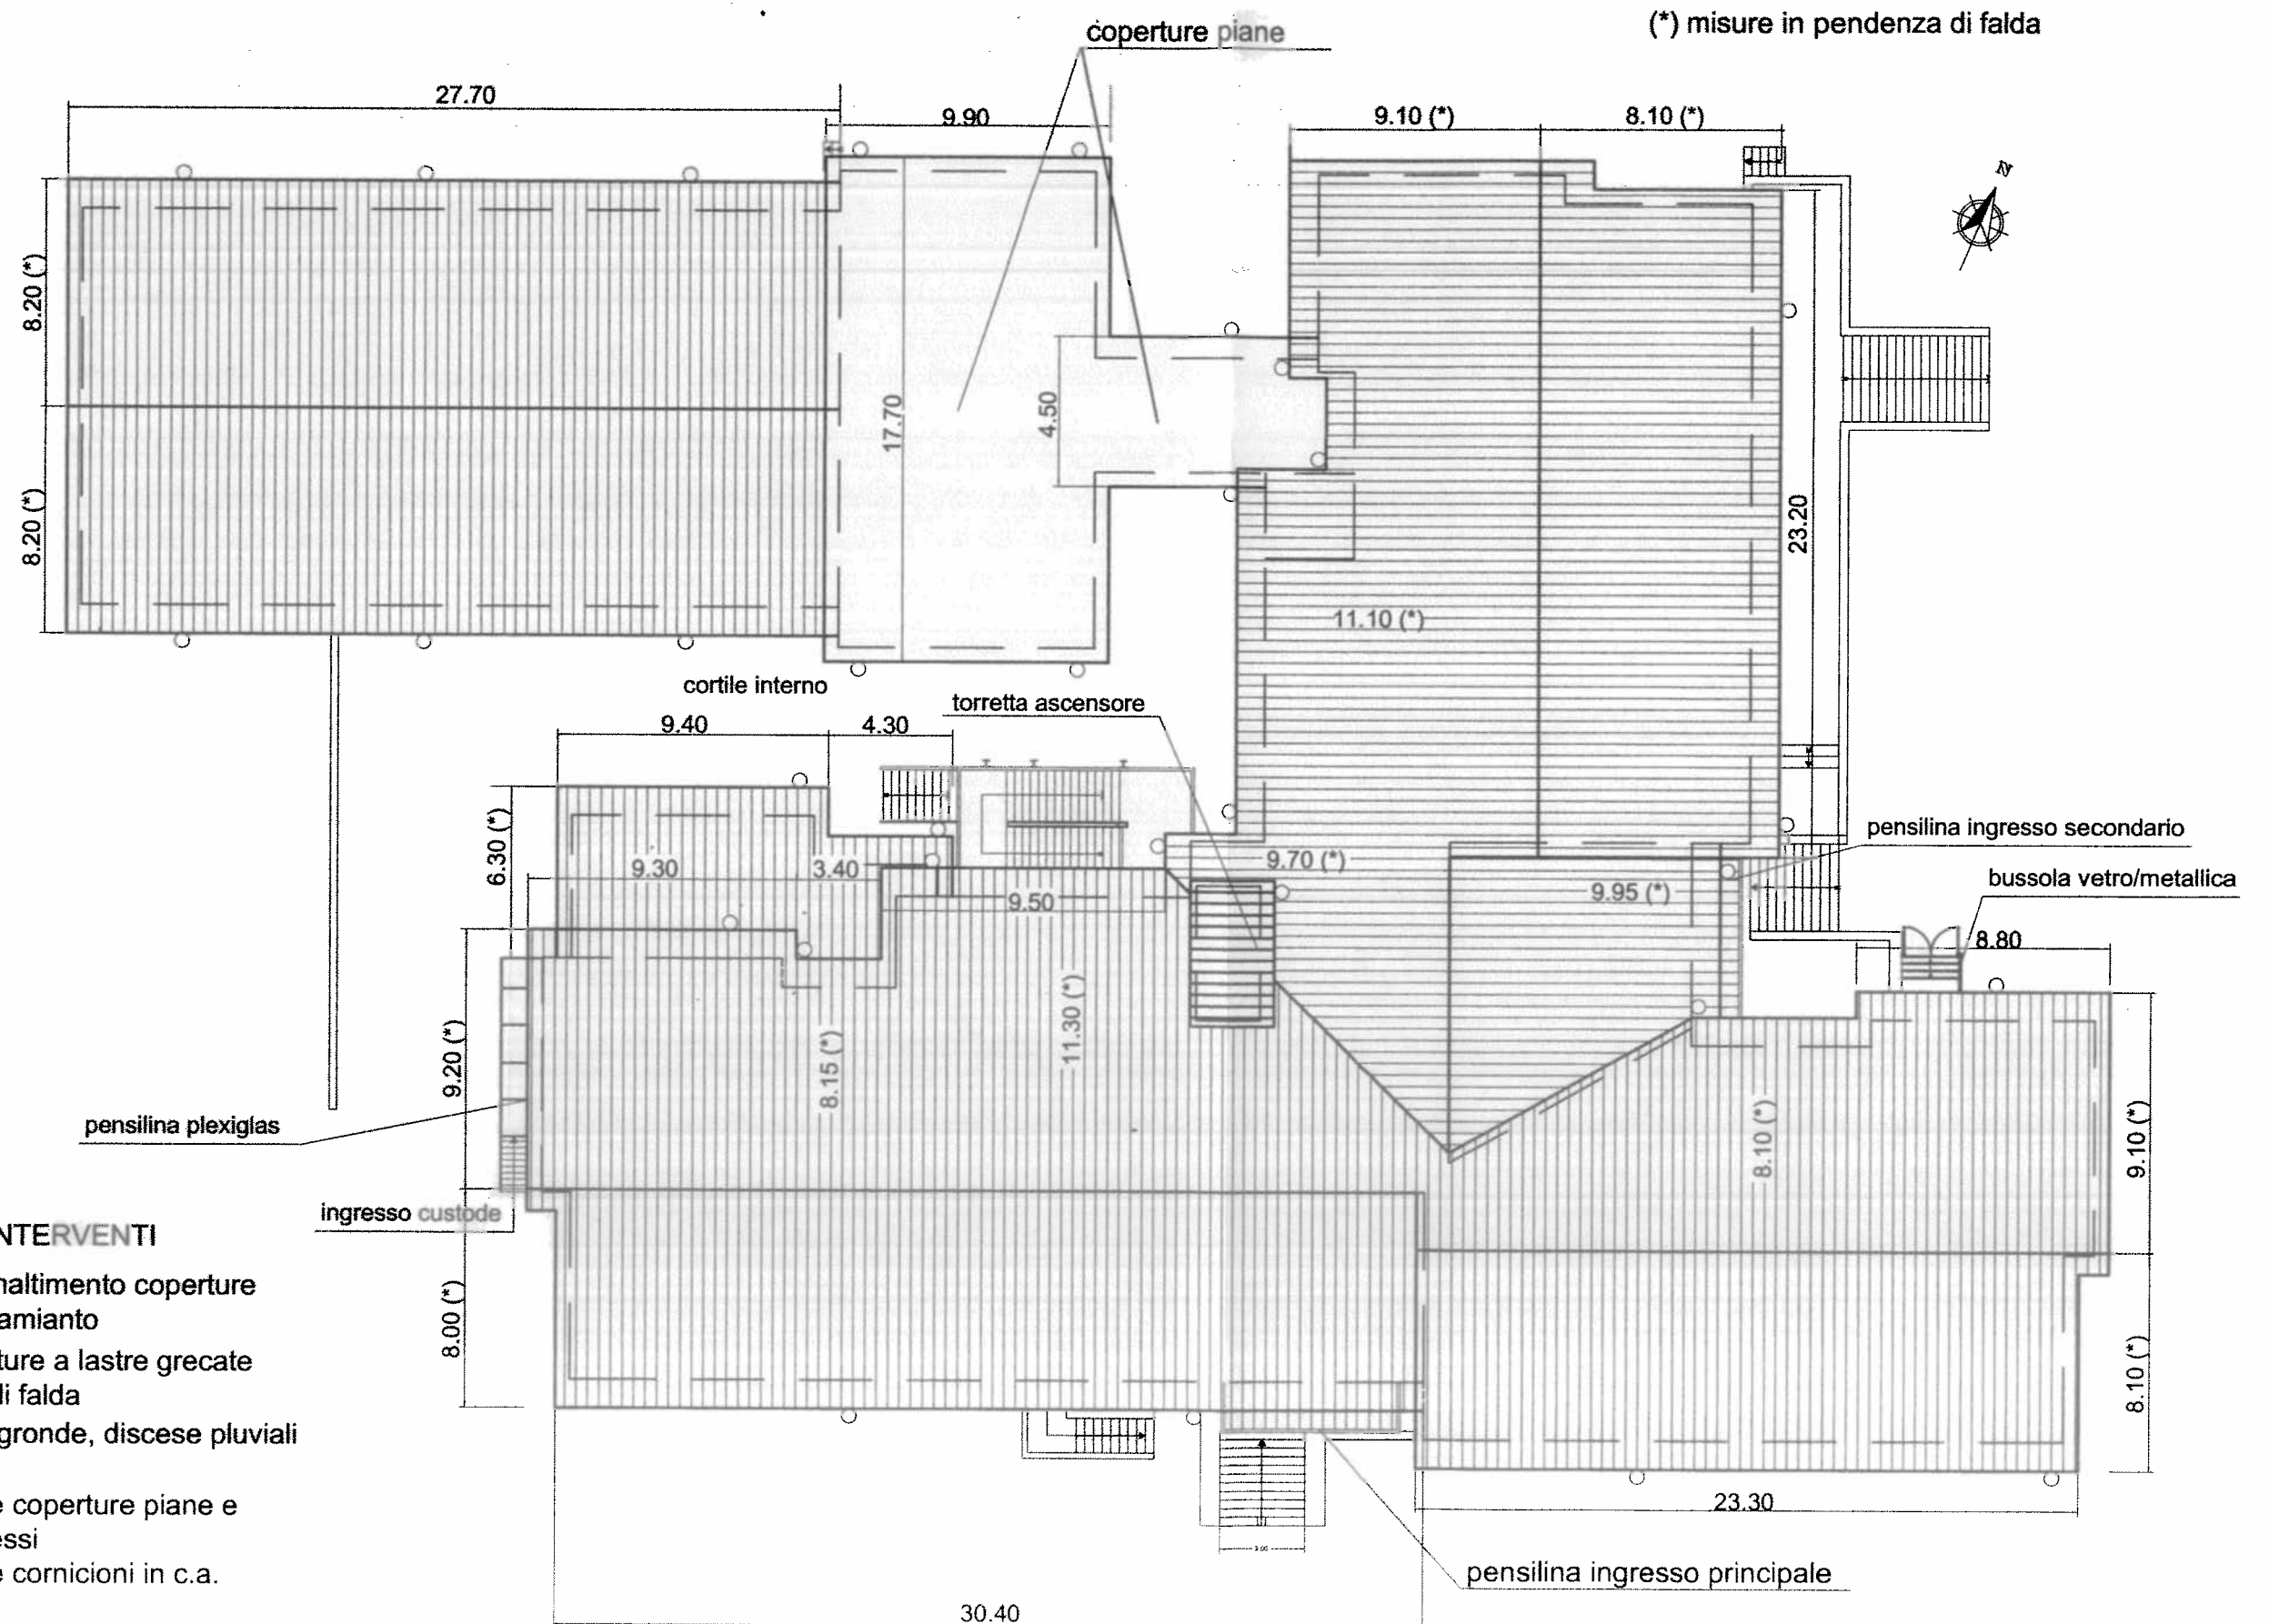 (*) misure in pendenza di falda
coperture piane
27.70
9.90
9.10 (*)
8.10 (*)
N
8.20 (*)
8.20 (*)
17.70
4.50
23.20
11.10 (*)
cortile interno
torretta ascensore
9.40
4.30
6.30 (*)
9.30
3.40
9.50
9.70 (*)
9.95 (*)
pensilina ingresso secondario
bussola vetro/metallica
8.80
9.20 (*)
8.15 (*)
11.30 (*)
8.10 (*)
9.10 (*)
pensilina plexiglas
ingresso custode
NTERVENTI
naltimento coperture
amianto
ture a lastre grecate
di falda
gronde, discese pluviali
e coperture piane e
essi
e cornicioni in c.a.
8.00 (*)
8.10 (*)
23.30
pensilina ingresso principale
30.40